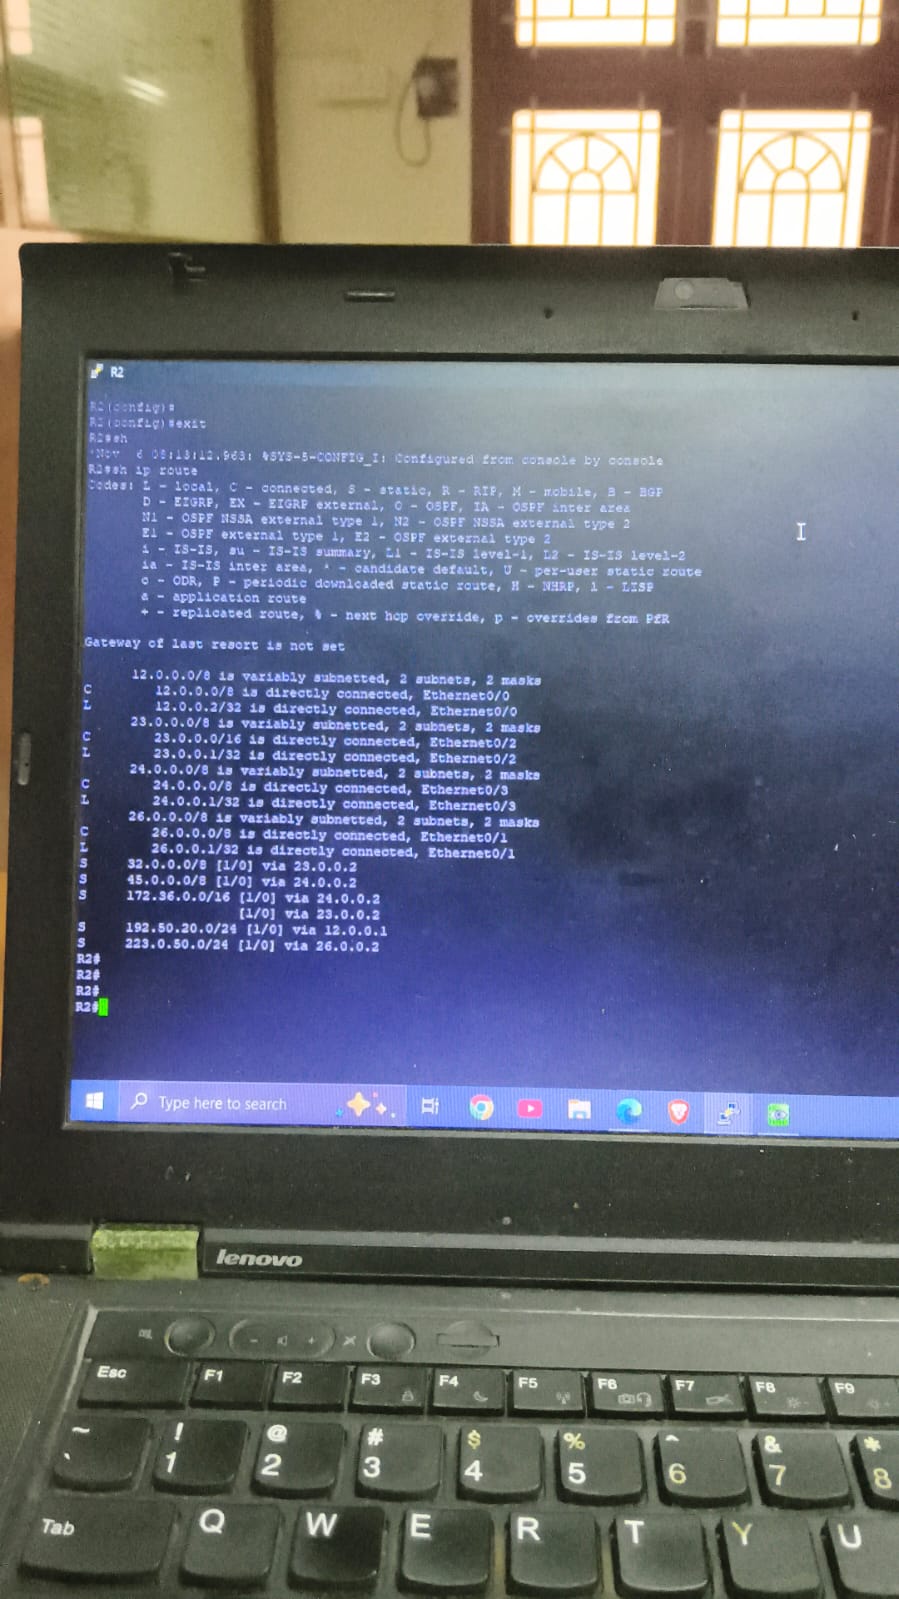 R2
R2(config)#
R2(config)#exit
R2#sh
*Nov  6 08:13:12.963: %SYS-5-CONFIG_I: Configured from console by console
R2#sh ip route
Codes: L - local, C - connected, S - static, R - RIP, M - mobile, B - BGP
D - EIGRP, EX - EIGRP external, O - OSPF, IA - OSPF inter area
N1 - OSPF NSSA external type 1, N2 - OSPF NSSA external type 2
E1 - OSPF external type 1, E2 - OSPF external type 2
i - IS-IS, su - IS-IS summary, L1 - IS-IS level-1, L2 - IS-IS level-2
ia - IS-IS inter area, * - candidate default, U - per-user static route
o - ODR, P - periodic downloaded static route, H - NHRP, l - LISP
a - application route
+ - replicated route, % - next hop override, p - overrides from PfR
Gateway of last resort is not set
12.0.0.0/8 is variably subnetted, 2 subnets, 2 masks
C 12.0.0.0/8 is directly connected, Ethernet0/0
L 12.0.0.2/32 is directly connected, Ethernet0/0
23.0.0.0/8 is variably subnetted, 2 subnets, 2 masks
C 23.0.0.0/16 is directly connected, Ethernet0/2
L 23.0.0.1/32 is directly connected, Ethernet0/2
24.0.0.0/8 is variably subnetted, 2 subnets, 2 masks
C 24.0.0.0/8 is directly connected, Ethernet0/3
L 24.0.0.1/32 is directly connected, Ethernet0/3
26.0.0.0/8 is variably subnetted, 2 subnets, 2 masks
C 26.0.0.0/8 is directly connected, Ethernet0/1
L 26.0.0.1/32 is directly connected, Ethernet0/1
S 32.0.0.0/8 [1/0] via 23.0.0.2
S 45.0.0.0/8 [1/0] via 24.0.0.2
S 172.36.0.0/16 [1/0] via 24.0.0.2
[1/0] via 23.0.0.2
S 192.50.20.0/24 [1/0] via 12.0.0.1
S 223.0.50.0/24 [1/0] via 26.0.0.2
R2#
R2#
R2#
R2#
Type here to search
lenovo
Esc F1 F2 F3 F4 F5 F6 F7 F8 F9
~ ! @ # $ % ^ & *
` 1 2 3 4 5 6 7 8
Tab Q W E R T Y U